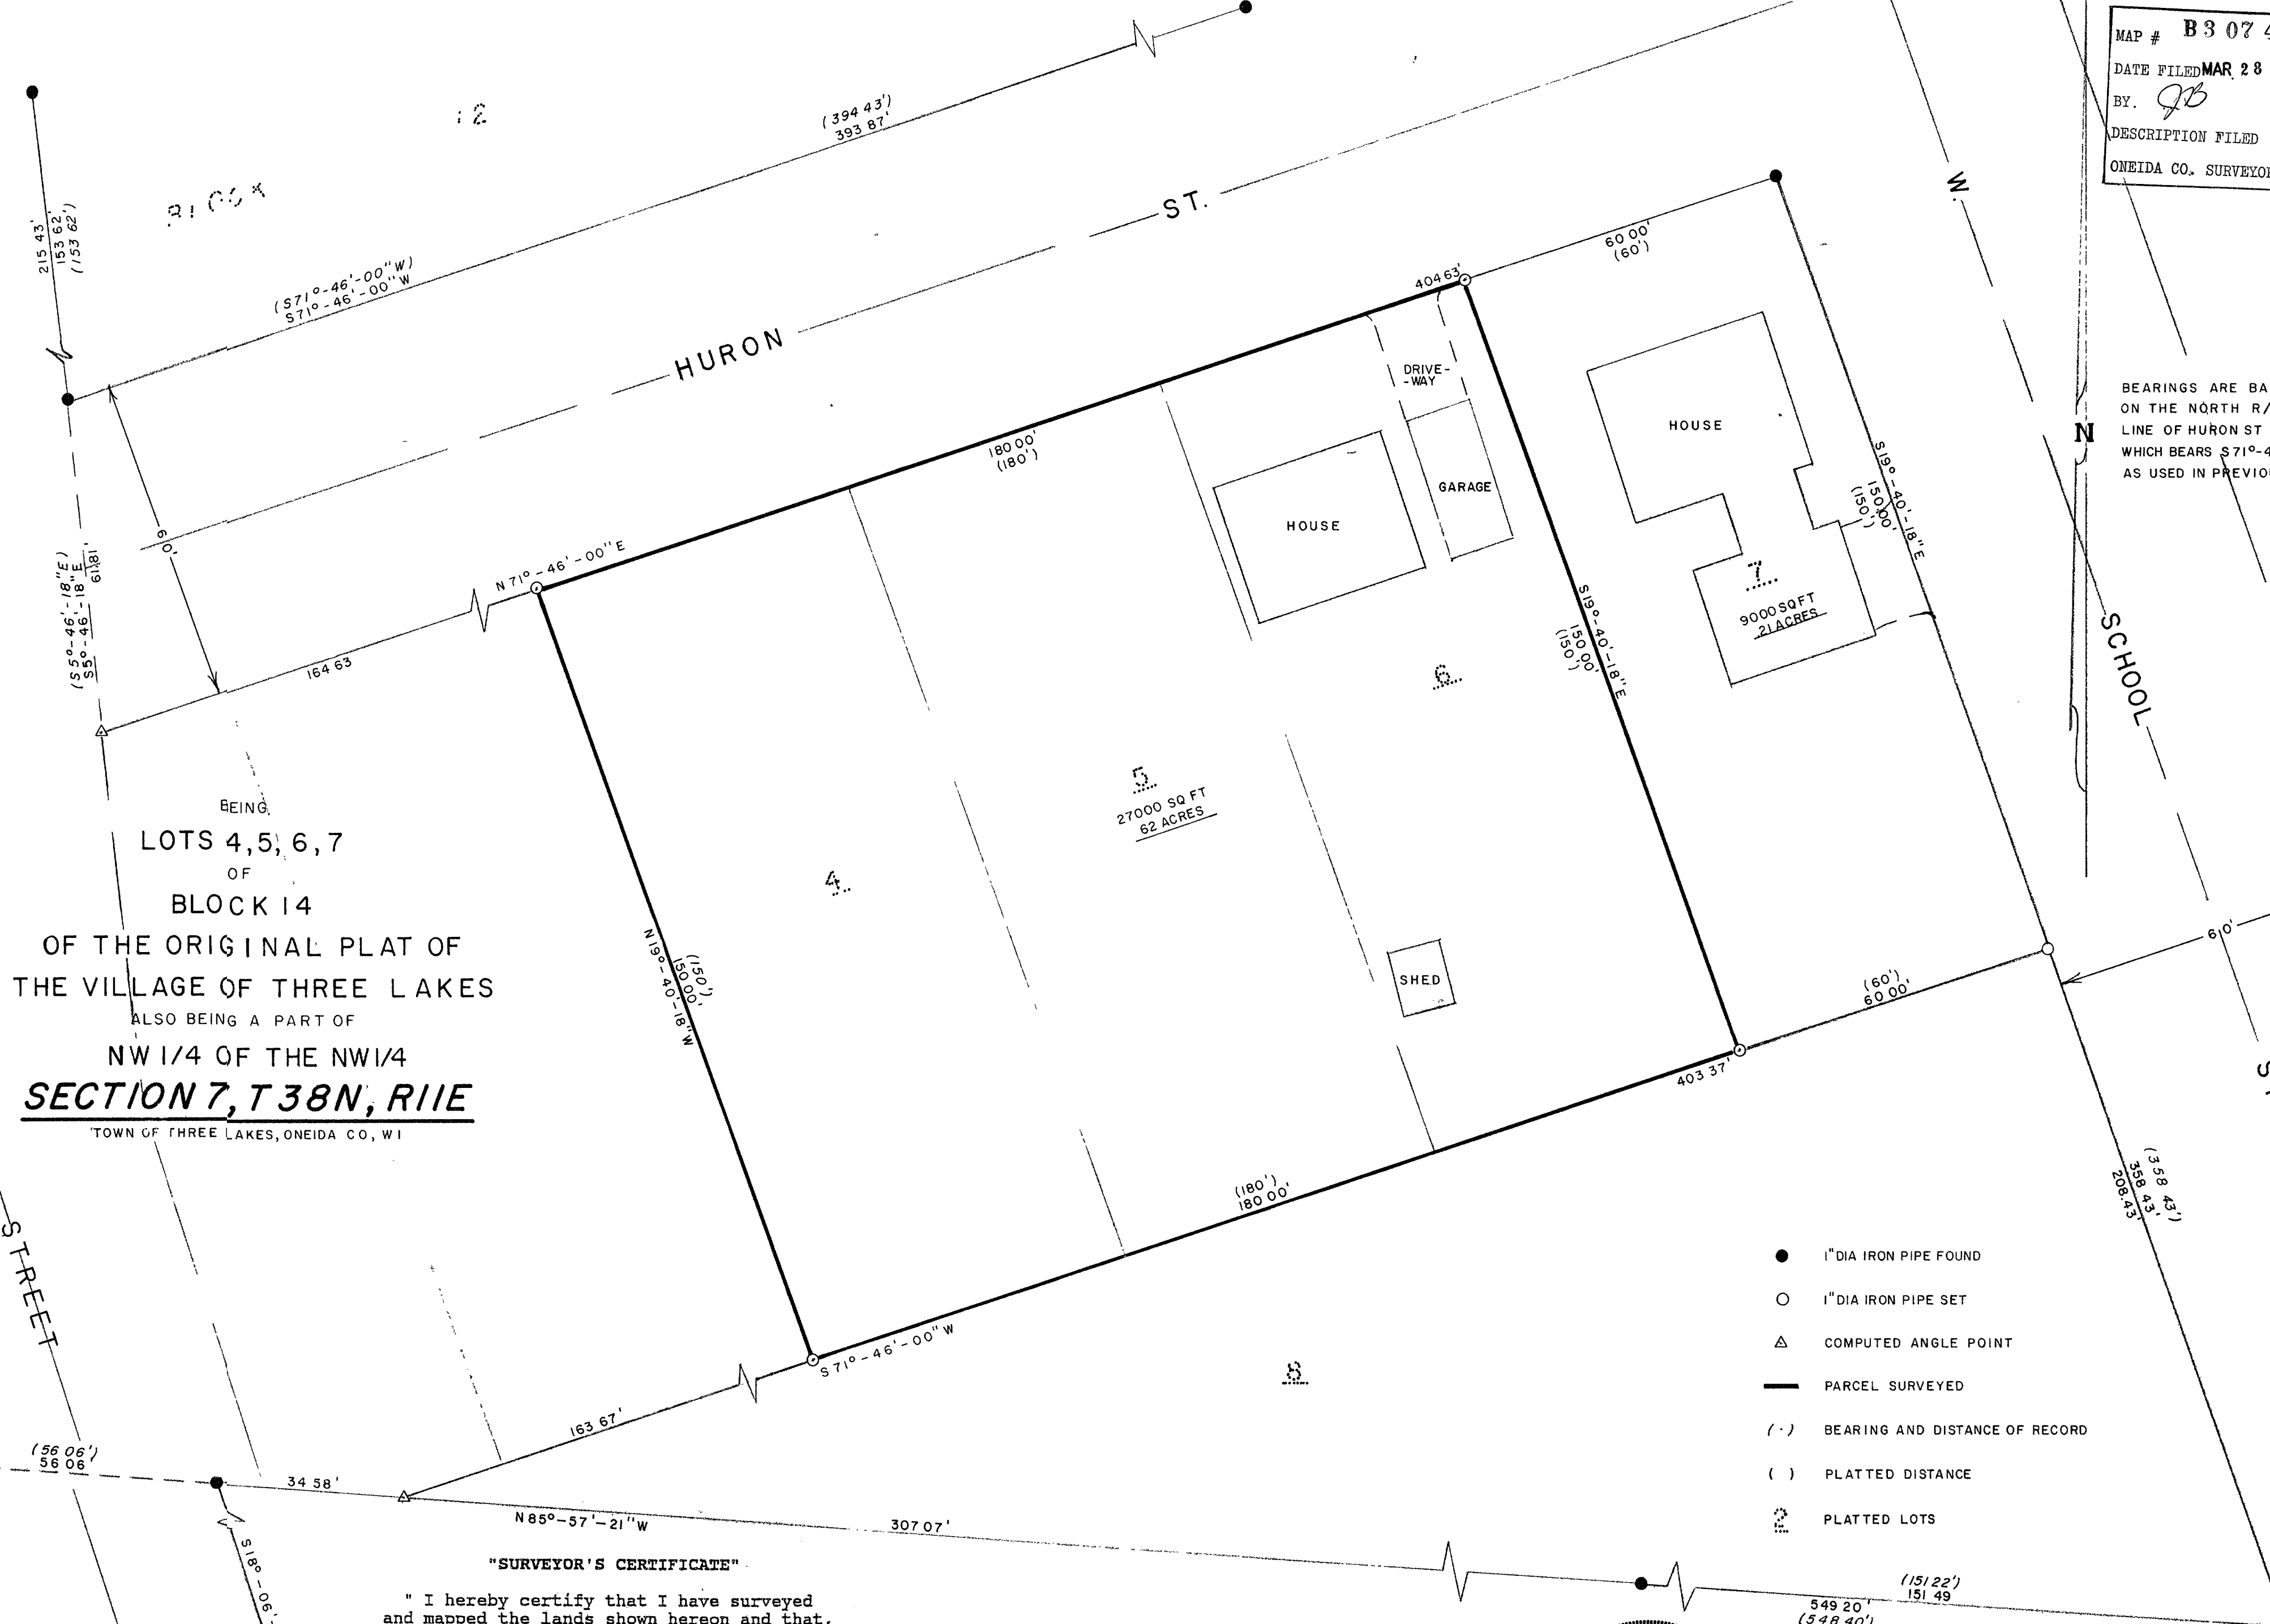 MAP # B3074
DATE FILED MAR 28
BY. JB
DESCRIPTION FILED
ONEIDA CO. SURVEYOR
12
BLOCK
(394 43')
393 87'
215 43'
153 62'
(153 62')
(S71°-46'-00"W)
S71°-46'-00"W
HURON ST.
W. SCHOOL
60 00'
(60')
404 63'
DRIVE-
-WAY
HOUSE
GARAGE
HOUSE
180 00'
(180')
BEARINGS ARE BA
ON THE NORTH R/
LINE OF HURON ST
WHICH BEARS S71°-4
AS USED IN PREVIO
N
S19°-40'-18"E
150.00'
(150')
60'
N71°-46'-00"E
(S5°-46'-18"E)
S5°-46'-18"E
61.81'
164 63
7
9000 SQ FT
21 ACRES
S19°-40'-18"E
150 00'
(150')
6
5
27000 SQ FT
62 ACRES
4
BEING
LOTS 4,5,6,7
OF
BLOCK 14
OF THE ORIGINAL PLAT OF
THE VILLAGE OF THREE LAKES
ALSO BEING A PART OF
NW 1/4 OF THE NW1/4
SECTION 7, T38N, R11E
TOWN OF THREE LAKES, ONEIDA CO, WI
(150')
150.00'
N19°-40'-18"W
SHED
60'
(60')
60 00'
403 37'
(180')
180 00'
(358 43')
358 43'
208.43'
STREET
S71°-46'-00"W
8
163 67'
1" DIA IRON PIPE FOUND
1" DIA IRON PIPE SET
COMPUTED ANGLE POINT
PARCEL SURVEYED
(·) BEARING AND DISTANCE OF RECORD
( ) PLATTED DISTANCE
2 PLATTED LOTS
(56 06')
56 06'
34 58'
N85°-57'-21"W
307 07'
S18°-06'-
(151 22')
151 49
549 20'
(548 40')
"SURVEYOR'S CERTIFICATE"
" I hereby certify that I have surveyed
and mapped the lands shown hereon and that,